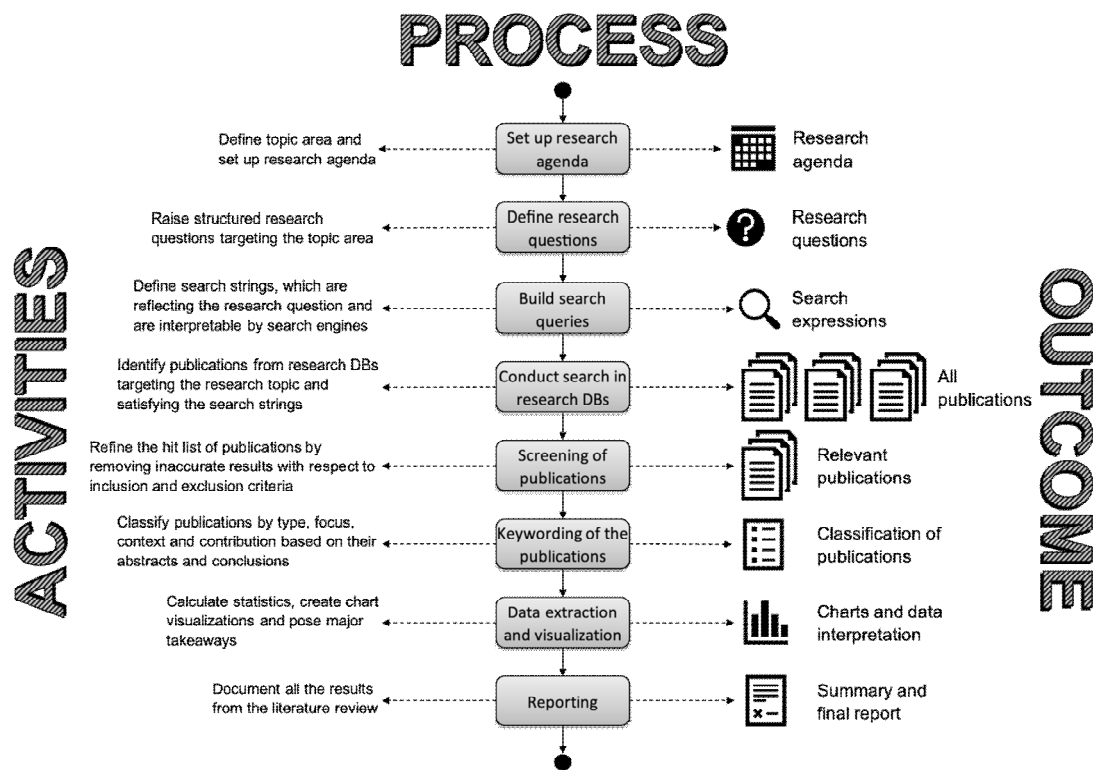 PROCESS
ACTIVITIES
OUTCOME
Define topic area and
set up research agenda
Set up research
agenda
Research
agenda
Raise structured research
questions targeting the topic area
Define research
questions
Research
questions
Define search strings, which are
reflecting the research question and
are interpretable by search engines
Build search
queries
Search
expressions
Identify publications from research DBs
targeting the research topic and
satisfying the search strings
Conduct search in
research DBs
All
publications
Refine the hit list of publications by
removing inaccurate results with respect to
inclusion and exclusion criteria
Screening of
publications
Relevant
publications
Classify publications by type, focus,
context and contribution based on their
abstracts and conclusions
Keywording of the
publications
Classification of
publications
Calculate statistics, create chart
visualizations and pose major
takeaways
Data extraction
and visualization
Charts and data
interpretation
Document all the results
from the literature review
Reporting
Summary and
final report